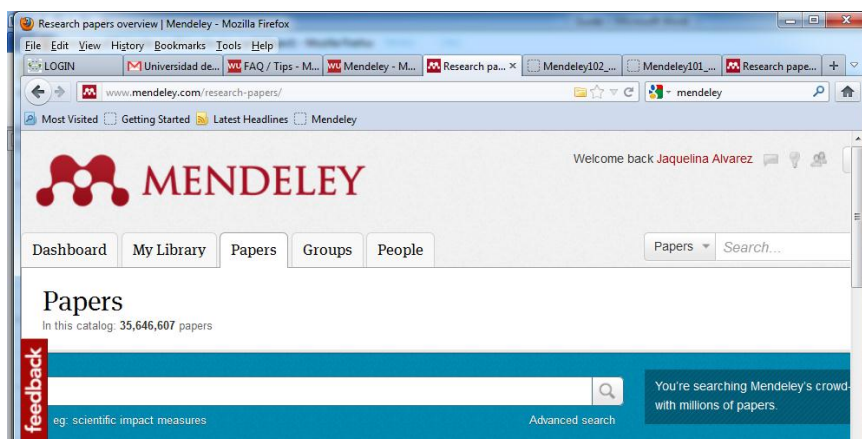 Research papers overview | Mendeley - Mozilla Firefox
File Edit View History Bookmarks Tools Help
LOGIN Universidad de... FAQ / Tips - M... Mendeley - M... Research pa... × Mendeley102_... Mendeley101_... Research pape... +
www.mendeley.com/research-papers/ mendeley
Most Visited Getting Started Latest Headlines Mendeley
MENDELEY
Welcome back Jaquelina Alvarez
Dashboard My Library Papers Groups People
Papers Search...
Papers
In this catalog: 35,646,607 papers
feedback
You're searching Mendeley's crowd-
with millions of papers.
eg: scientific impact measures Advanced search